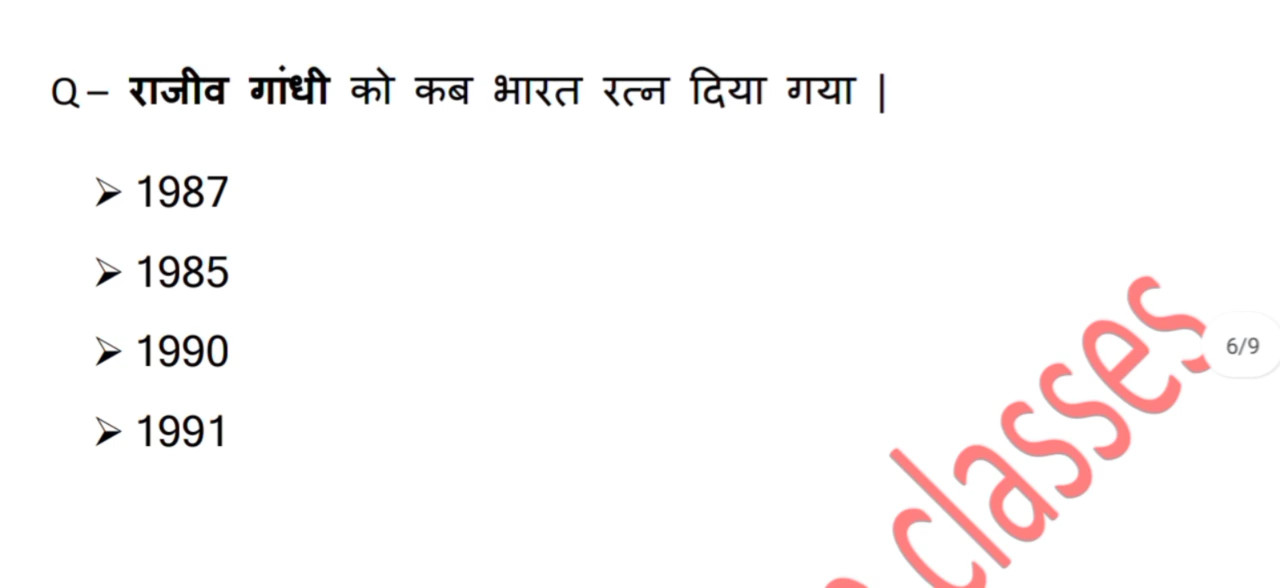 Q – राजीव गांधी को कब भारत रत्न दिया गया |
➢ 1987
➢ 1985
➢ 1990
➢ 1991
6/9
classes